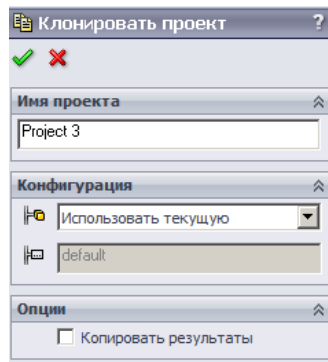 Клонировать проект ?
Имя проекта
Project 3
Конфигурация
Использовать текущую
default
Опции
Копировать результаты